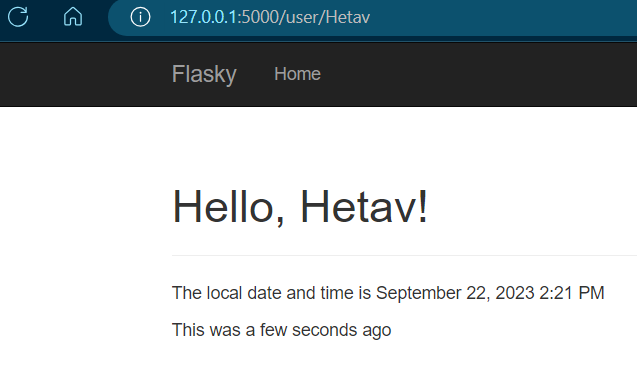 127.0.0.1:5000/user/Hetav
Flasky Home
Hello, Hetav!
The local date and time is September 22, 2023 2:21 PM
This was a few seconds ago